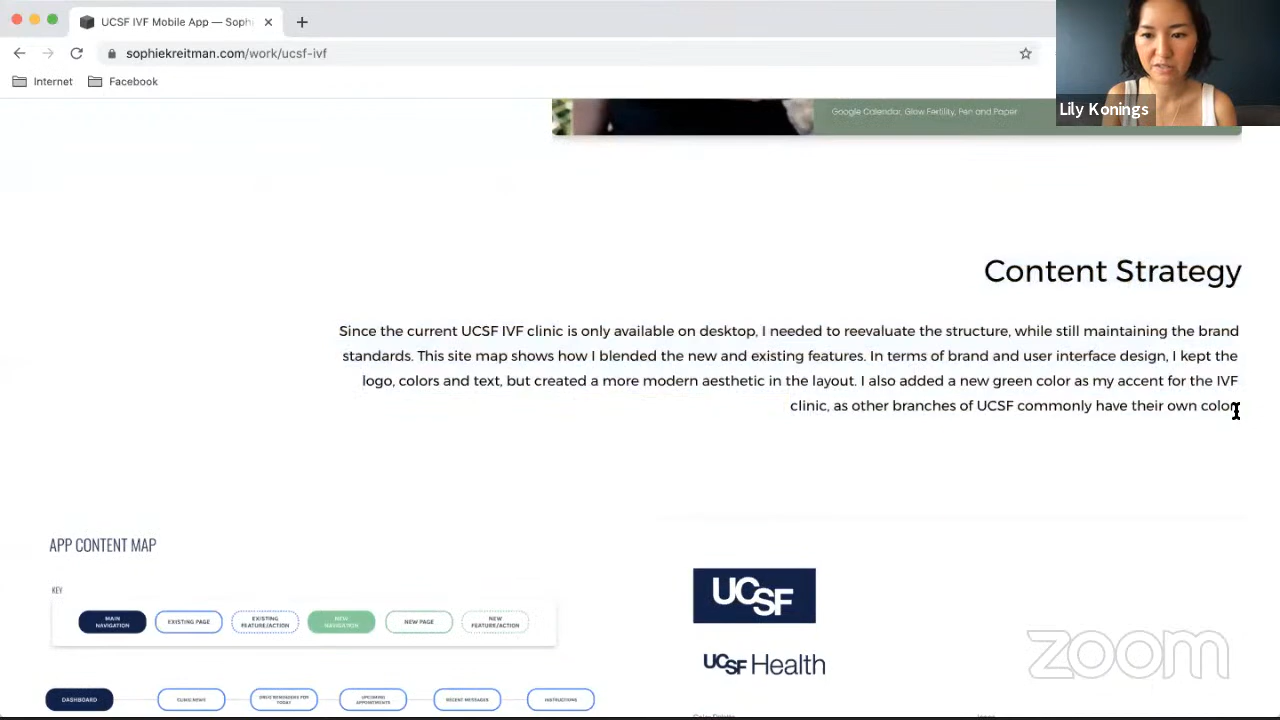 UCSF IVF Mobile App — Soph
sophiekreitman.com/work/ucsf-ivf
Internet
Facebook
Lily Konings
Google Calendar, Glow Fertility, Pen and Paper
Content Strategy
Since the current UCSF IVF clinic is only available on desktop, I needed to reevaluate the structure, while still maintaining the brand
standards. This site map shows how I blended the new and existing features. In terms of brand and user interface design, I kept the
logo, colors and text, but created a more modern aesthetic in the layout. I also added a new green color as my accent for the IVF
clinic, as other branches of UCSF commonly have their own color
APP CONTENT MAP
KEY
MAIN
NAVIGATION
EXISTING PAGE
EXISTING
FEATURE/ACTION
NEW
NAVIGATION
NEW PAGE
NEW
FEATURE/ACTION
UCSF
UCSF Health
zoom
DASHBOARD
CLINIC NEWS
UPCOMING
APPOINTMENTS
RECENT MESSAGES
INSTRUCTIONS